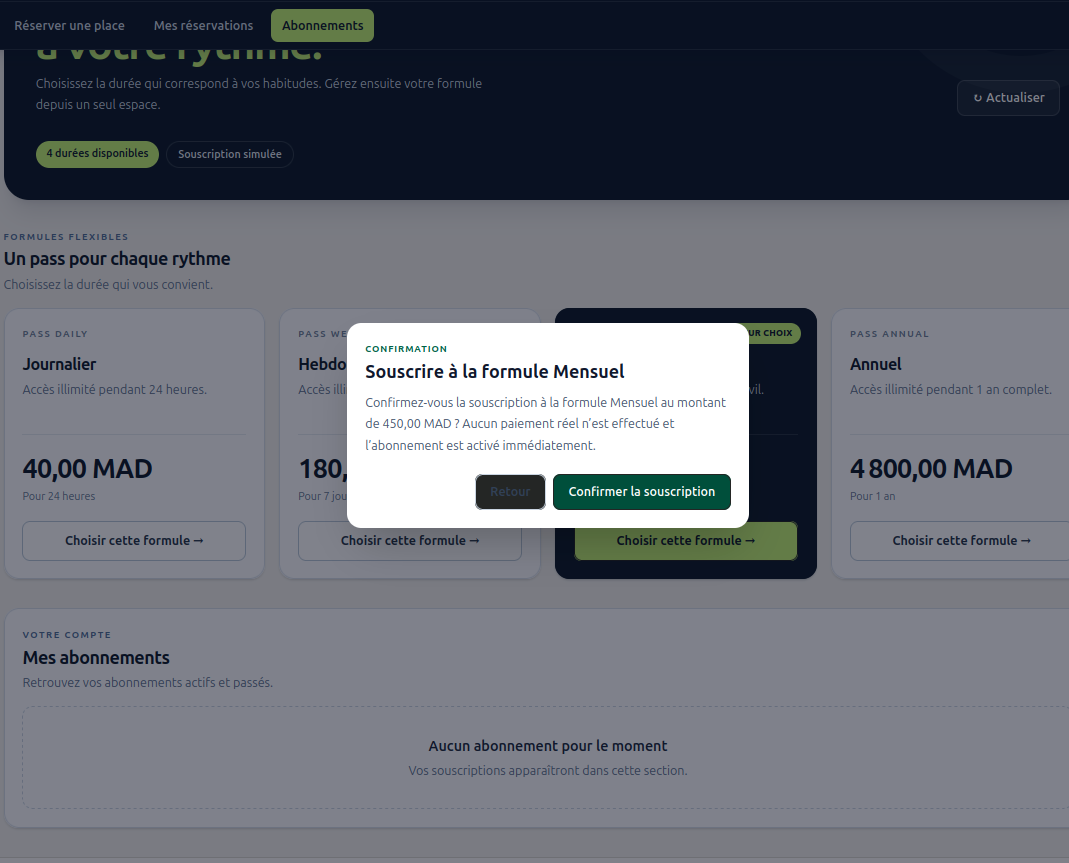 Réserver une place
Mes réservations
Abonnements
à votre rythme.
Choisissez la durée qui correspond à vos habitudes. Gérez ensuite votre formule
depuis un seul espace.
↻ Actualiser
4 durées disponibles
Souscription simulée
FORMULES FLEXIBLES
Un pass pour chaque rythme
Choisissez la durée qui vous convient.
PASS DAILY
Journalier
Accès illimité pendant 24 heures.
40,00 MAD
Pour 24 heures
Choisir cette formule →
PASS WE
Hebdo
Accès illi
180,
Pour 7 jou
Choisir cette formule →
UR CHOIX
vil.
Choisir cette formule →
PASS ANNUAL
Annuel
Accès illimité pendant 1 an complet.
4 800,00 MAD
Pour 1 an
Choisir cette formule →
CONFIRMATION
Souscrire à la formule Mensuel
Confirmez-vous la souscription à la formule Mensuel au montant
de 450,00 MAD ? Aucun paiement réel n’est effectué et
l’abonnement est activé immédiatement.
Retour
Confirmer la souscription
VOTRE COMPTE
Mes abonnements
Retrouvez vos abonnements actifs et passés.
Aucun abonnement pour le moment
Vos souscriptions apparaîtront dans cette section.